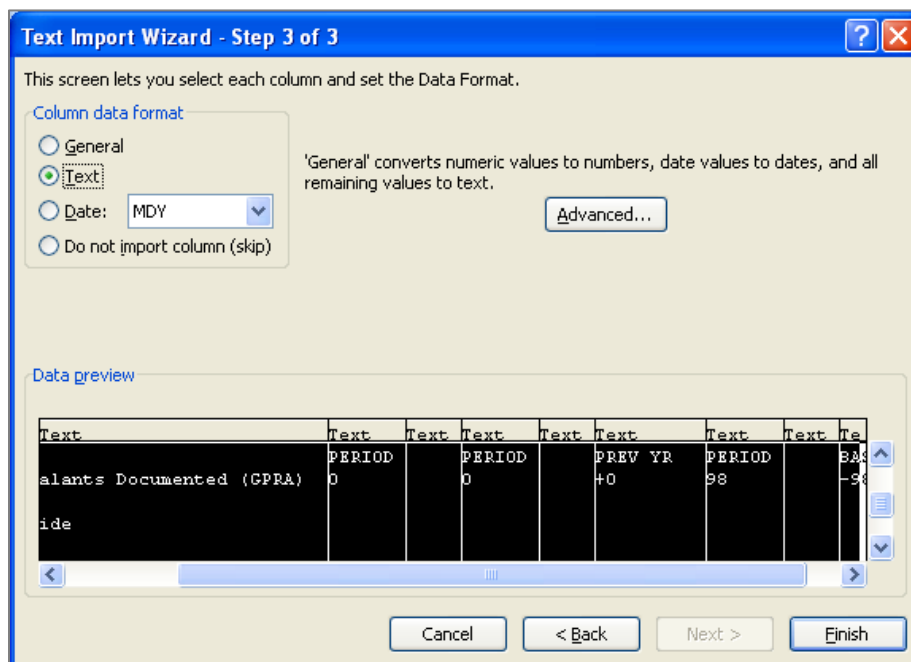 Text Import Wizard - Step 3 of 3
This screen lets you select each column and set the Data Format.
Column data format
General
Text
Date: MDY
Do not import column (skip)
'General' converts numeric values to numbers, date values to dates, and all
remaining values to text.
Advanced...
Data preview
Text Text Text Text Text Text Text Text Te
PERIOD PERIOD PREV YR PERIOD BAS
alants Documented (GPRA) 0 0 +0 98 -98
ide
Cancel < Back Next > Finish